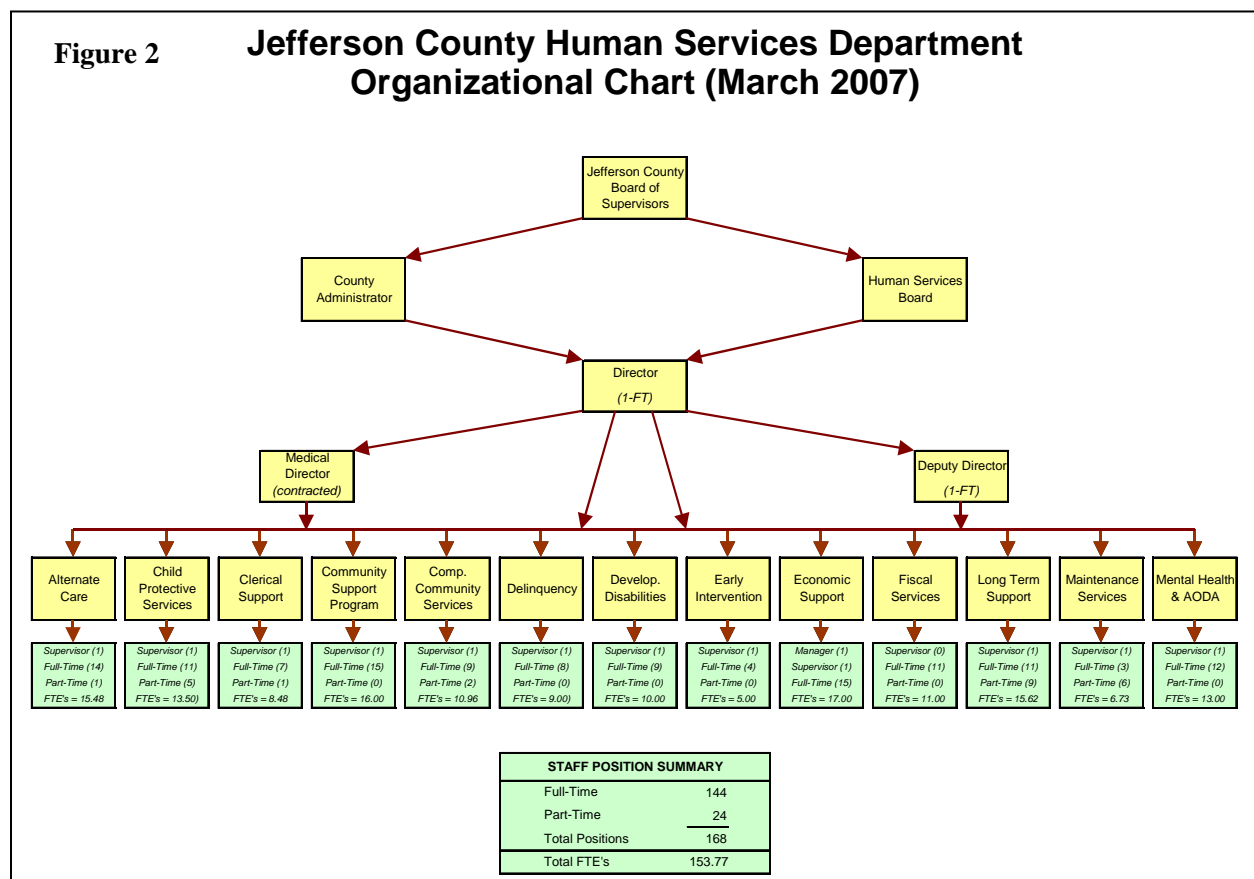 Figure 2
Jefferson County Human Services Department
Organizational Chart (March 2007)
Jefferson County
Board of
Supervisors
County
Administrator
Human Services
Board
Director
(1-FT)
Medical
Director
(contracted)
Deputy Director
(1-FT)
Alternate
Care
Child
Protective
Services
Clerical
Support
Community
Support
Program
Comp.
Community
Services
Delinquency
Develop.
Disabilities
Early
Intervention
Economic
Support
Fiscal
Services
Long Term
Support
Maintenance
Services
Mental Health
& AODA
Supervisor (1)
Full-Time (14)
Part-Time (1)
FTE's = 15.48
Supervisor (1)
Full-Time (11)
Part-Time (5)
FTE's = 13.50)
Supervisor (1)
Full-Time (7)
Part-Time (1)
FTE's = 8.48
Supervisor (1)
Full-Time (15)
Part-Time (0)
FTE's = 16.00
Supervisor (1)
Full-Time (9)
Part-Time (2)
FTE's = 10.96
Supervisor (1)
Full-Time (8)
Part-Time (0)
FTE's = 9.00)
Supervisor (1)
Full-Time (9)
Part-Time (0)
FTE's = 10.00
Supervisor (1)
Full-Time (4)
Part-Time (0)
FTE's = 5.00
Manager (1)
Supervisor (1)
Full-Time (15)
FTE's = 17.00
Supervisor (0)
Full-Time (11)
Part-Time (0)
FTE's = 11.00
Supervisor (1)
Full-Time (11)
Part-Time (9)
FTE's = 15.62
Supervisor (1)
Full-Time (3)
Part-Time (6)
FTE's = 6.73
Supervisor (1)
Full-Time (12)
Part-Time (0)
FTE's = 13.00
STAFF POSITION SUMMARY
Full-Time 144
Part-Time 24
Total Positions 168
Total FTE's 153.77